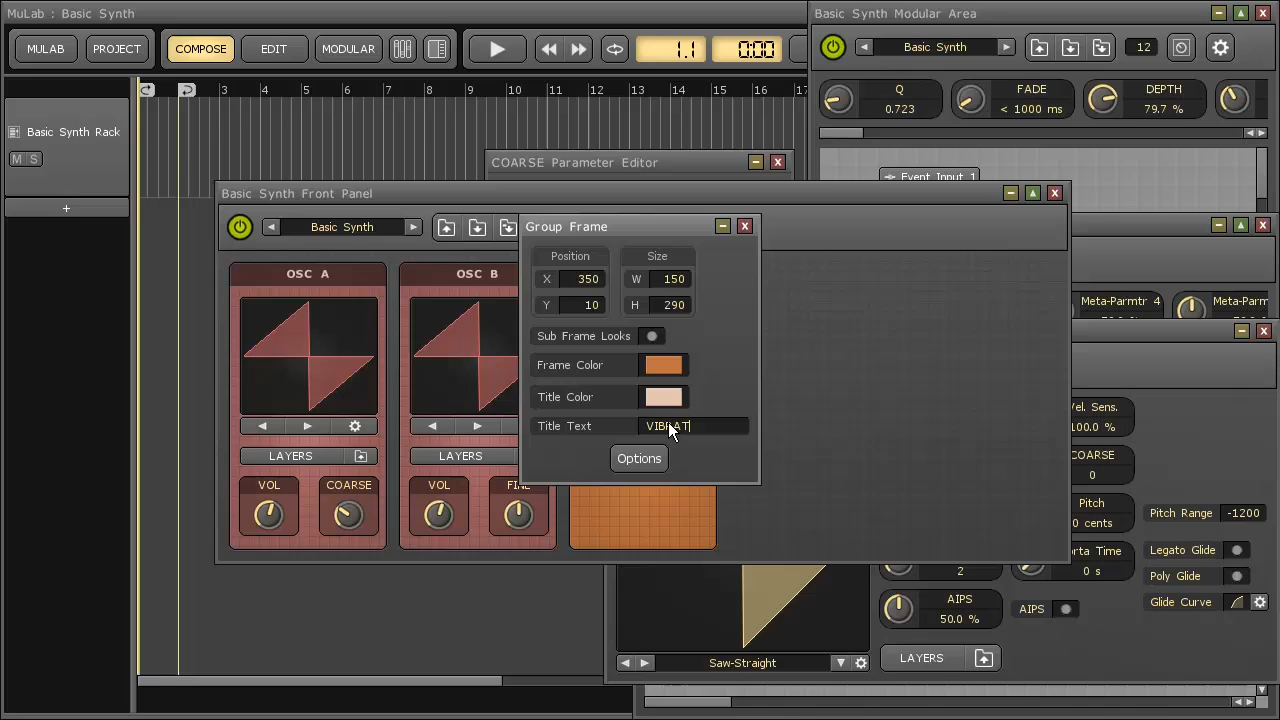 MuLab : Basic Synth
Basic Synth Modular Area
MULAB
PROJECT
COMPOSE
EDIT
MODULAR
1.1
0:00
Basic Synth
12
Q
0.723
FADE
< 1000 ms
DEPTH
79.7 %
3 4 5 6 7 8 9 10 11 12 13 14 15 16 17
Basic Synth Rack
M S
+
COARSE Parameter Editor
Event Input 1
Basic Synth Front Panel
Basic Synth
Group Frame
Position
Size
X 350
W 150
Y 10
H 290
Sub Frame Looks
Frame Color
Title Color
Title Text
Options
OSC A
OSC B
LAYERS
LAYERS
VOL
COARSE
VOL
Meta-Parmtr 4
Vel. Sens.
100.0 %
COARSE
0
Pitch
0 cents
Pitch Range -1200
Legato Glide
0 s
2
Poly Glide
AIPS
50.0 %
AIPS
Glide Curve
Saw-Straight
LAYERS